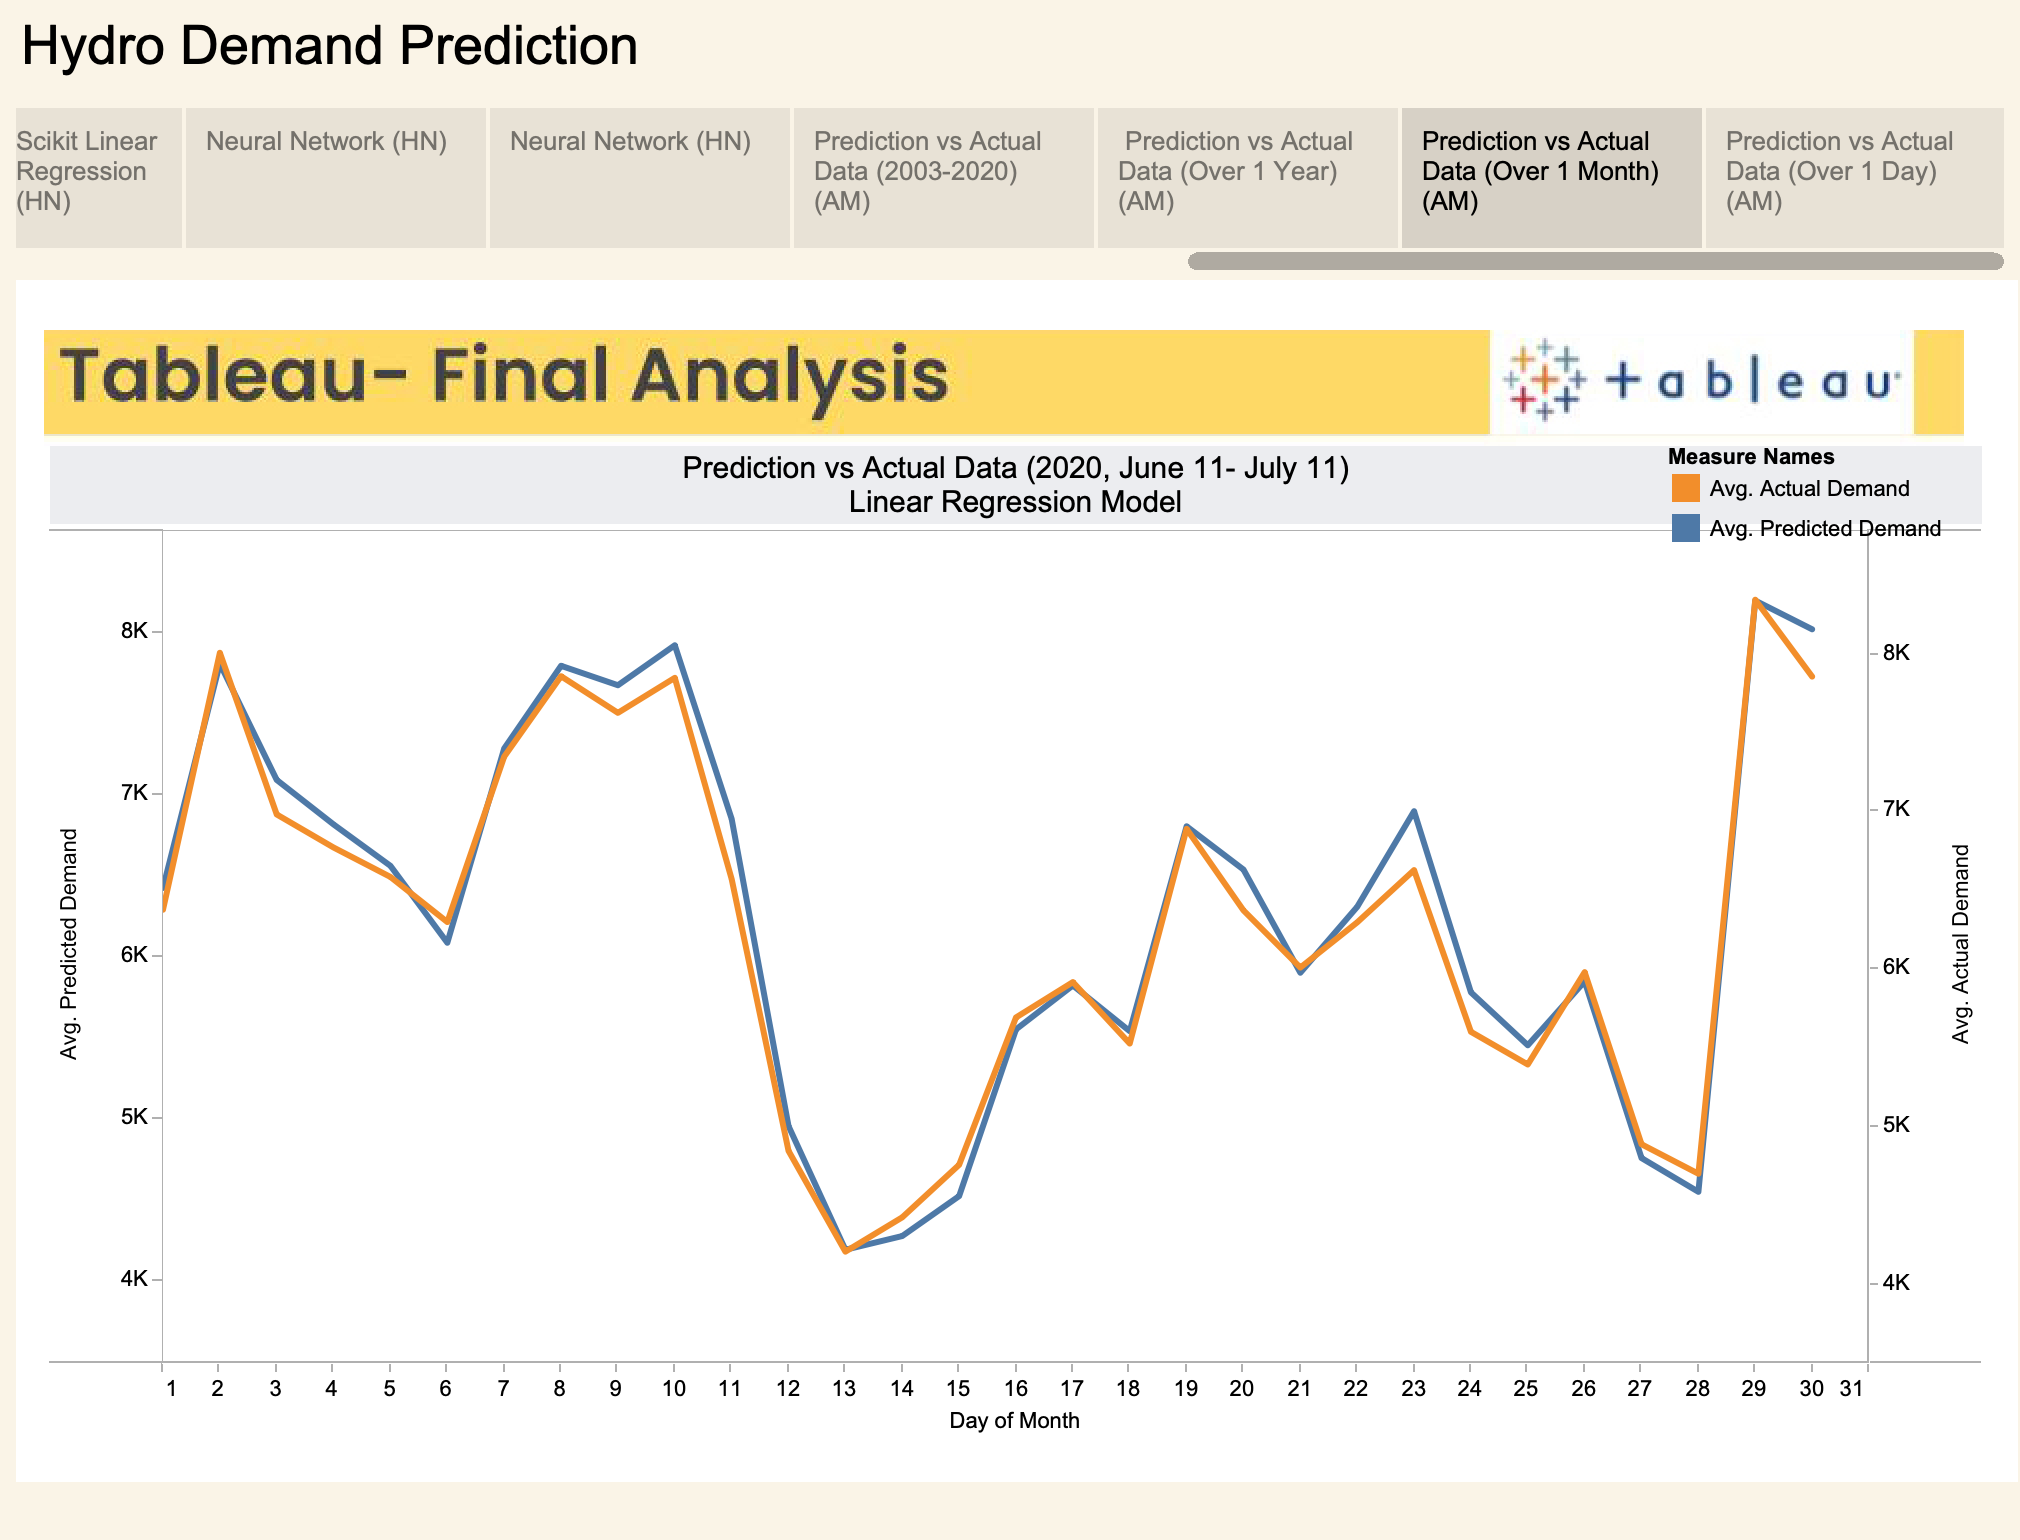 Hydro Demand Prediction
Scikit Linear
Regression
(HN)
Neural Network (HN)
Neural Network (HN)
Prediction vs Actual
Data (2003-2020)
(AM)
Prediction vs Actual
Data (Over 1 Year)
(AM)
Prediction vs Actual
Data (Over 1 Month)
(AM)
Prediction vs Actual
Data (Over 1 Day)
(AM)
Tableau- Final Analysis
+ableau
Prediction vs Actual Data (2020, June 11- July 11)
Linear Regression Model
Measure Names
Avg. Actual Demand
Avg. Predicted Demand
Avg. Predicted Demand
8K
7K
6K
5K
4K
8K
7K
6K
5K
4K
Avg. Actual Demand
1 2 3 4 5 6 7 8 9 10 11 12 13 14 15 16 17 18 19 20 21 22 23 24 25 26 27 28 29 30 31
Day of Month